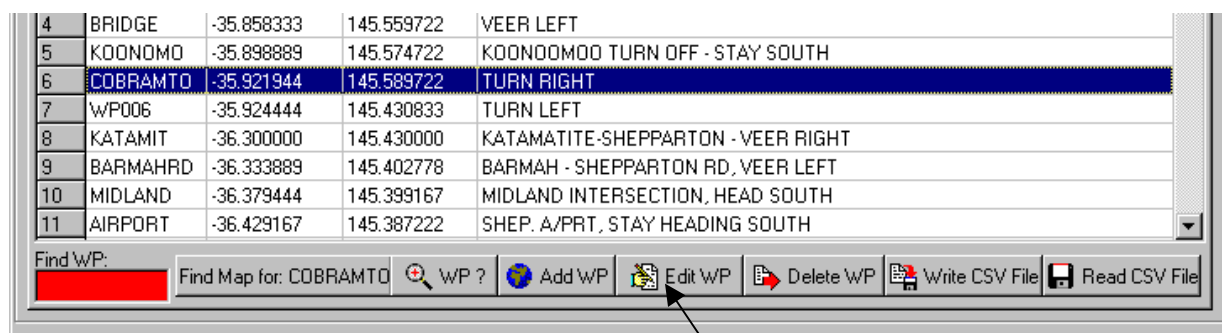 4 BRIDGE -35.858333 145.559722 VEER LEFT
5 KOONOMO -35.898889 145.574722 KOONOOMOO TURN OFF - STAY SOUTH
6 COBRAMTO -35.921944 145.589722 TURN RIGHT
7 WP006 -35.924444 145.430833 TURN LEFT
8 KATAMIT -36.300000 145.430000 KATAMATITE-SHEPPARTON - VEER RIGHT
9 BARMAHRD -36.333889 145.402778 BARMAH - SHEPPARTON RD, VEER LEFT
10 MIDLAND -36.379444 145.399167 MIDLAND INTERSECTION, HEAD SOUTH
11 AIRPORT -36.429167 145.387222 SHEP. A/PRT, STAY HEADING SOUTH
Find WP:
Find Map for: COBRAMTO WP ? Add WP Edit WP Delete WP Write CSV File Read CSV File